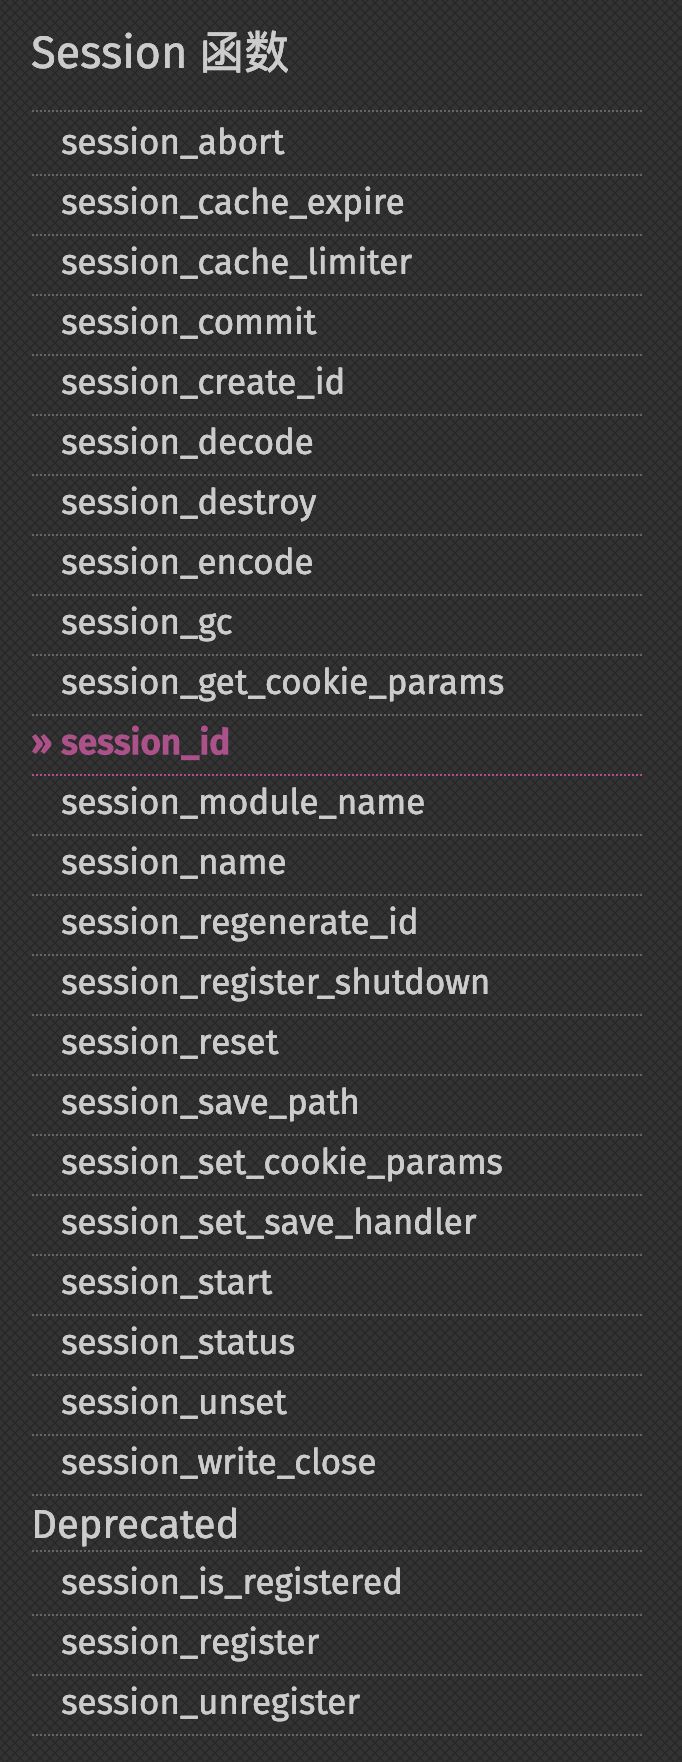 Session 函数
session_abort
session_cache_expire
session_cache_limiter
session_commit
session_create_id
session_decode
session_destroy
session_encode
session_gc
session_get_cookie_params
» session_id
session_module_name
session_name
session_regenerate_id
session_register_shutdown
session_reset
session_save_path
session_set_cookie_params
session_set_save_handler
session_start
session_status
session_unset
session_write_close
Deprecated
session_is_registered
session_register
session_unregister